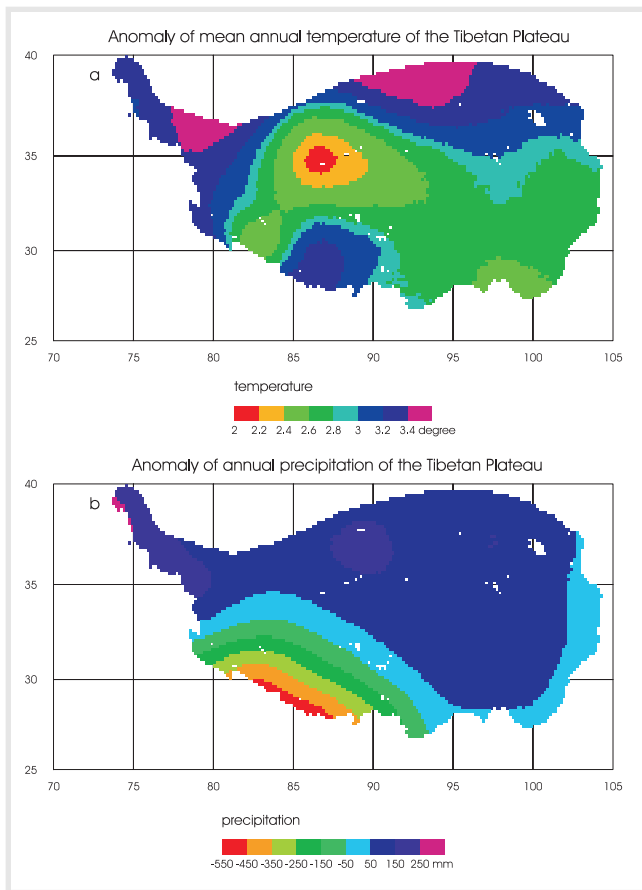 Anomaly of mean annual temperature of the Tibetan Plateau
40
a
35
30
25
70 75 80 85 90 95 100 105
temperature
2 2.2 2.4 2.6 2.8 3 3.2 3.4 degree
Anomaly of annual precipitation of the Tibetan Plateau
40
b
35
30
25
70 75 80 85 90 95 100 105
precipitation
-550 -450 -350 -250 -150 -50 50 150 250 mm